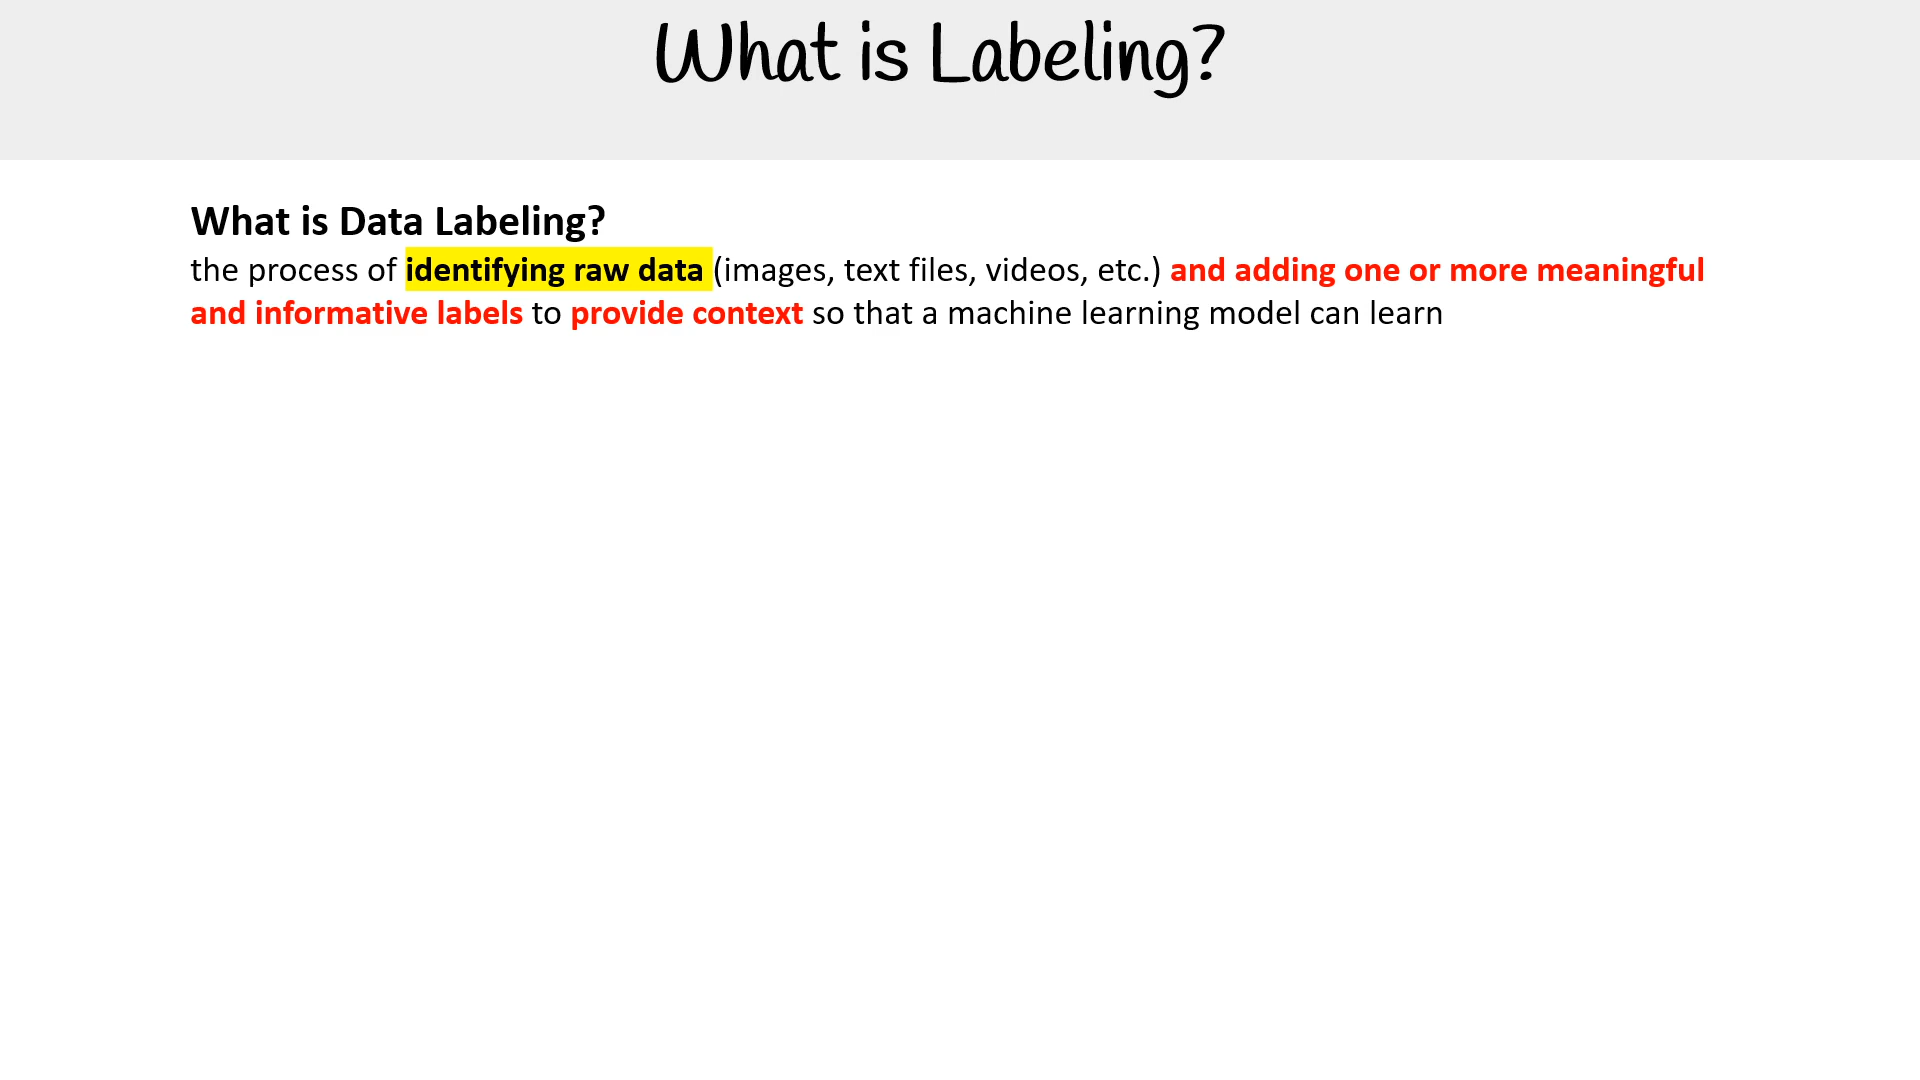 What is Labeling?
What is Data Labeling?
the process of identifying raw data (images, text files, videos, etc.) and adding one or more meaningful
and informative labels to provide context so that a machine learning model can learn